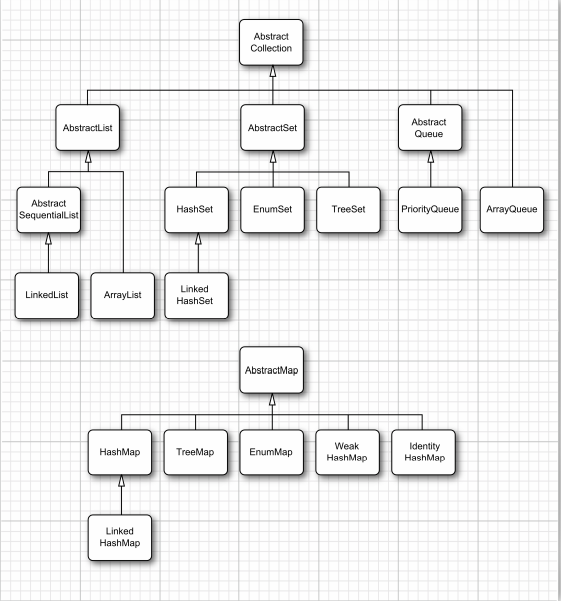 Abstract
Collection
AbstractList
AbstractSet
Abstract
Queue
Abstract
SequentialList
HashSet
EnumSet
TreeSet
PriorityQueue
ArrayQueue
LinkedList
ArrayList
Linked
HashSet
AbstractMap
HashMap
TreeMap
EnumMap
Weak
HashMap
Identity
HashMap
Linked
HashMap